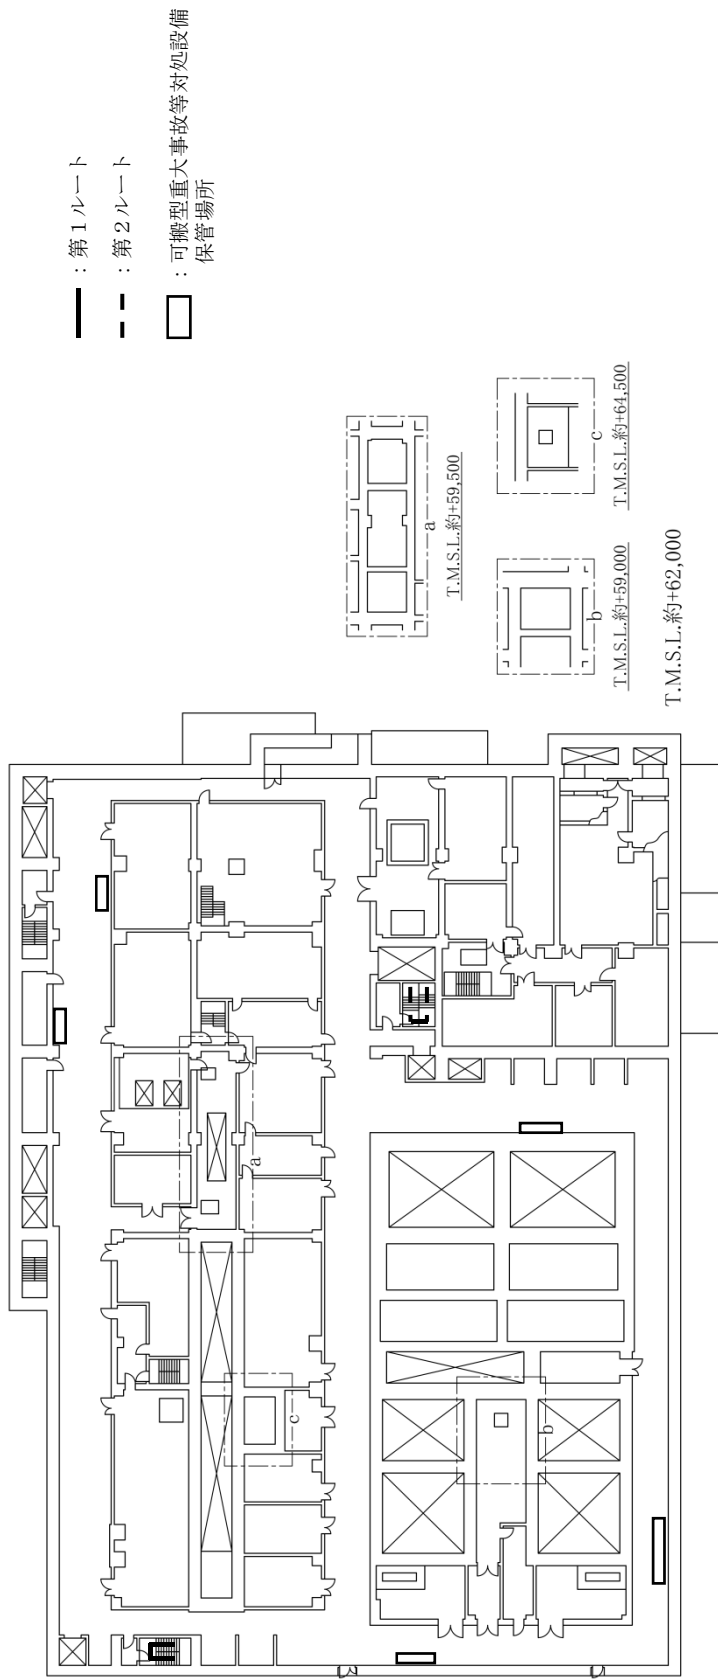 ：第１ルート
：第２ルート
：可搬型重大事故等対処設備
保管場所
a
T.M.S.L.約+59,500
b
T.M.S.L.約+59,000
c
T.M.S.L.約+64,500
T.M.S.L.約+62,000
a
c
b